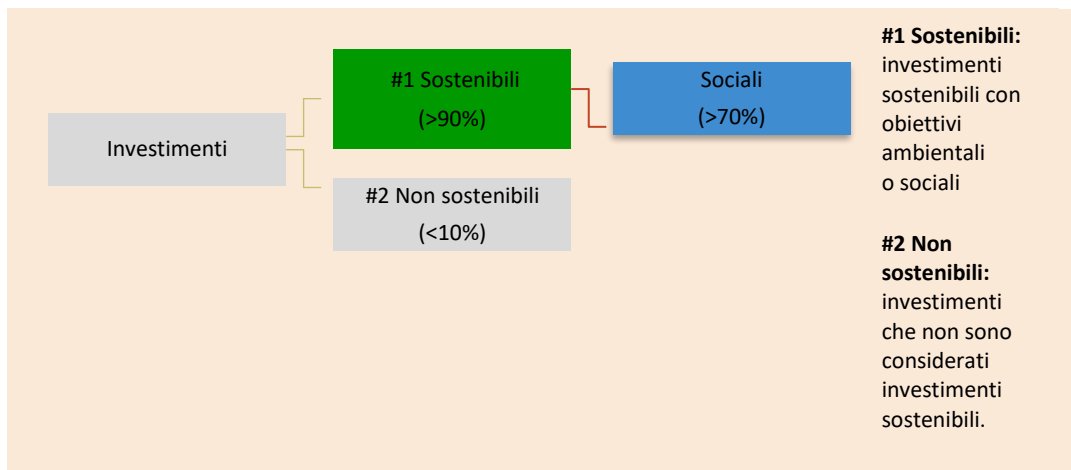 Investimenti
#1 Sostenibili
(>90%)
Sociali
(>70%)
#2 Non sostenibili
(<10%)
#1 Sostenibili:
investimenti
sostenibili con
obiettivi
ambientali
o sociali
#2 Non
sostenibili:
investimenti
che non sono
considerati
investimenti
sostenibili.